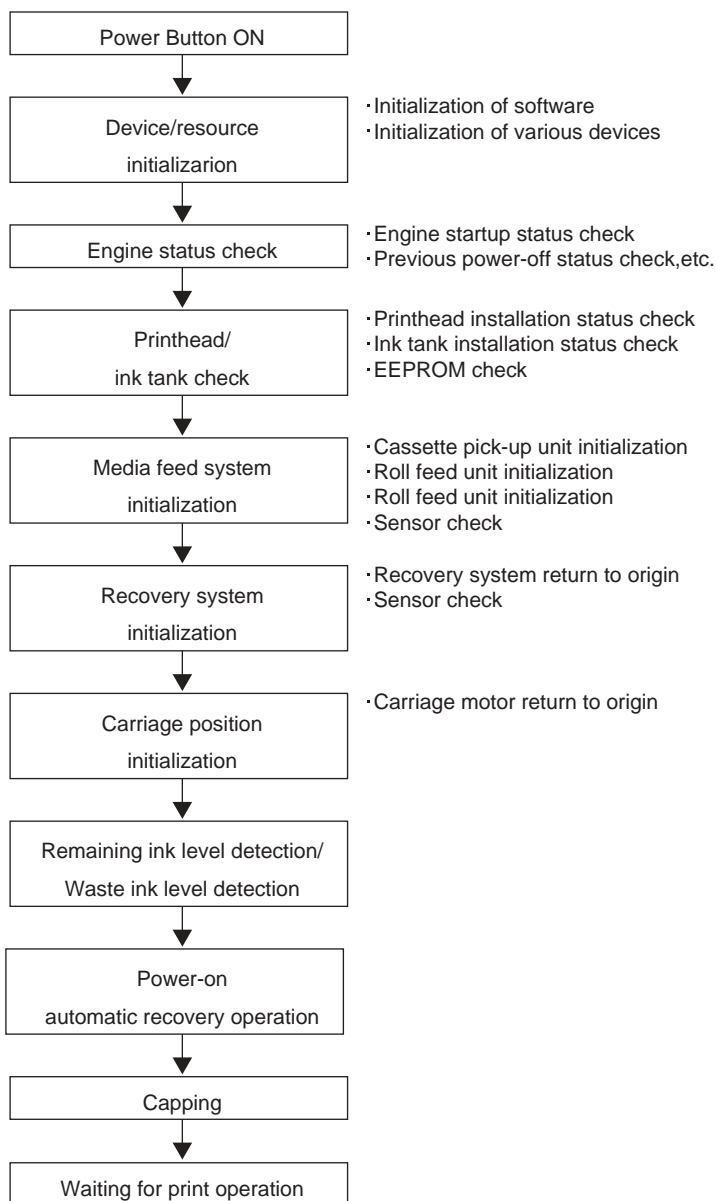 Power Button ON
Device/resource
initializarion
·Initialization of software
·Initialization of various devices
Engine status check
·Engine startup status check
·Previous power-off status check,etc.
Printhead/
ink tank check
·Printhead installation status check
·Ink tank installation status check
·EEPROM check
Media feed system
initialization
·Cassette pick-up unit initialization
·Roll feed unit initialization
·Roll feed unit initialization
·Sensor check
Recovery system
initialization
·Recovery system return to origin
·Sensor check
Carriage position
initialization
·Carriage motor return to origin
Remaining ink level detection/
Waste ink level detection
Power-on
automatic recovery operation
Capping
Waiting for print operation